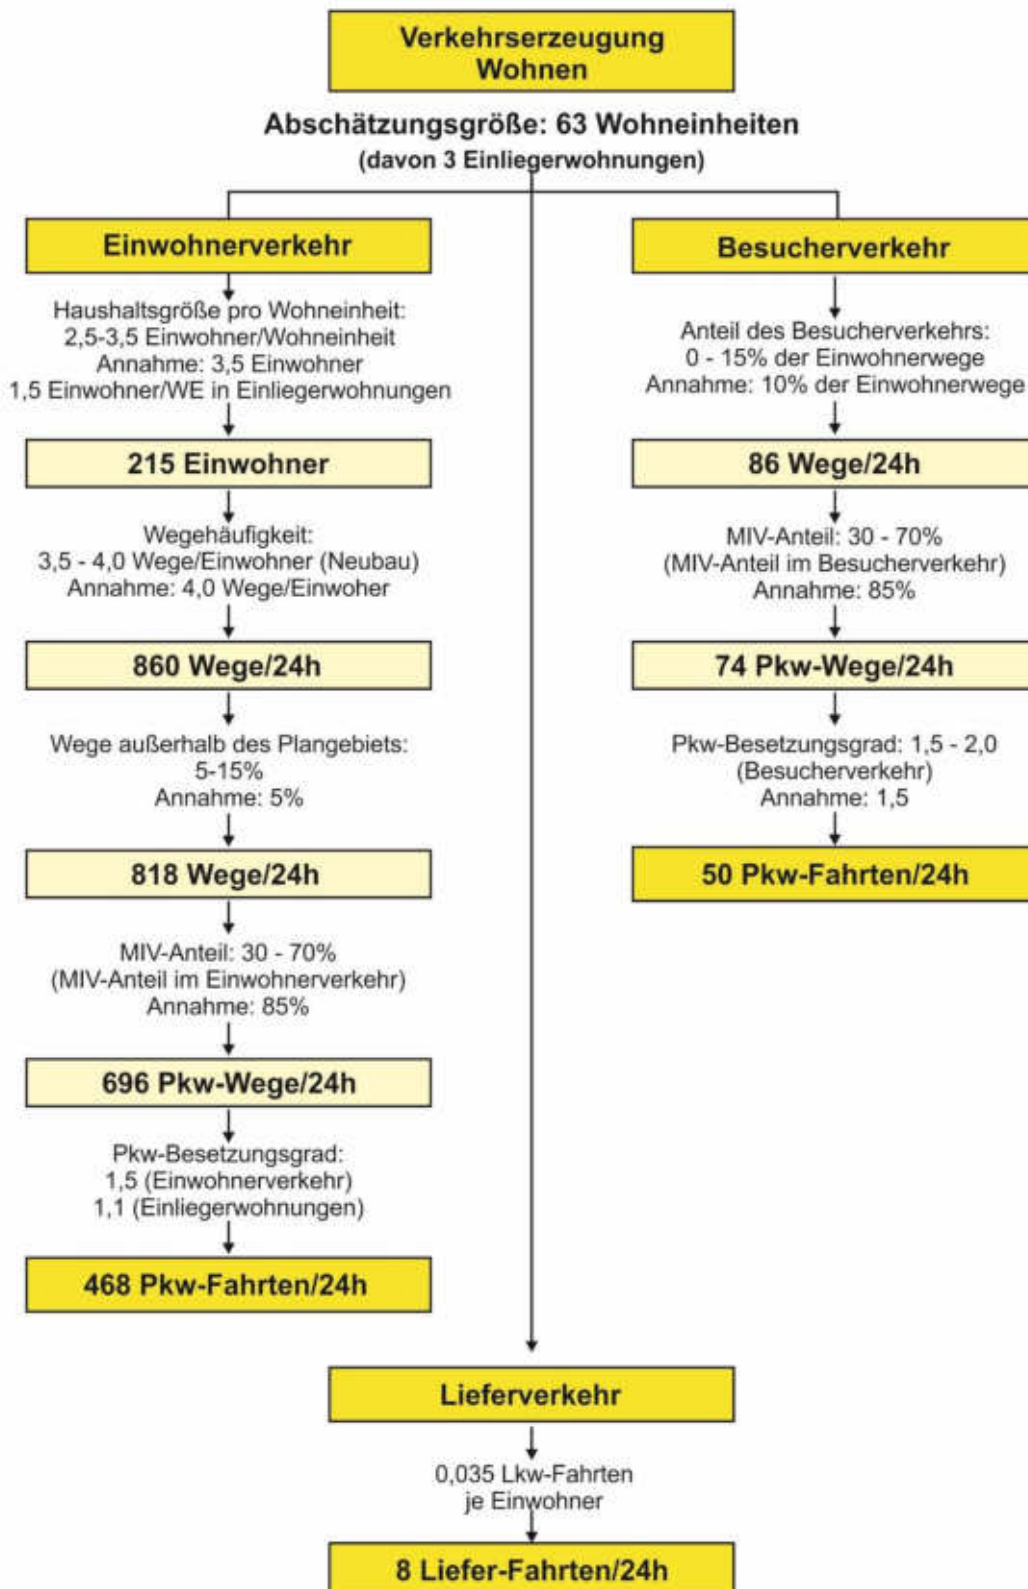 Verkehrserzeugung
Wohnen
Abschätzungsgröße: 63 Wohneinheiten
(davon 3 Einliegerwohnungen)
Einwohnerverkehr
Haushaltsgröße pro Wohneinheit:
2,5-3,5 Einwohner/Wohneinheit
Annahme: 3,5 Einwohner
1,5 Einwohner/WE in Einliegerwohnungen
215 Einwohner
Wegehäufigkeit:
3,5 - 4,0 Wege/Einwohner (Neubau)
Annahme: 4,0 Wege/Einwoher
860 Wege/24h
Wege außerhalb des Plangebiets:
5-15%
Annahme: 5%
818 Wege/24h
MIV-Anteil: 30 - 70%
(MIV-Anteil im Einwohnerverkehr)
Annahme: 85%
696 Pkw-Wege/24h
Pkw-Besetzungsgrad:
1,5 (Einwohnerverkehr)
1,1 (Einliegerwohnungen)
468 Pkw-Fahrten/24h
Besucherverkehr
Anteil des Besucherverkehrs:
0 - 15% der Einwohnerwege
Annahme: 10% der Einwohnerwege
86 Wege/24h
MIV-Anteil: 30 - 70%
(MIV-Anteil im Besucherverkehr)
Annahme: 85%
74 Pkw-Wege/24h
Pkw-Besetzungsgrad: 1,5 - 2,0
(Besucherverkehr)
Annahme: 1,5
50 Pkw-Fahrten/24h
Lieferverkehr
0,035 Lkw-Fahrten
je Einwohner
8 Liefer-Fahrten/24h